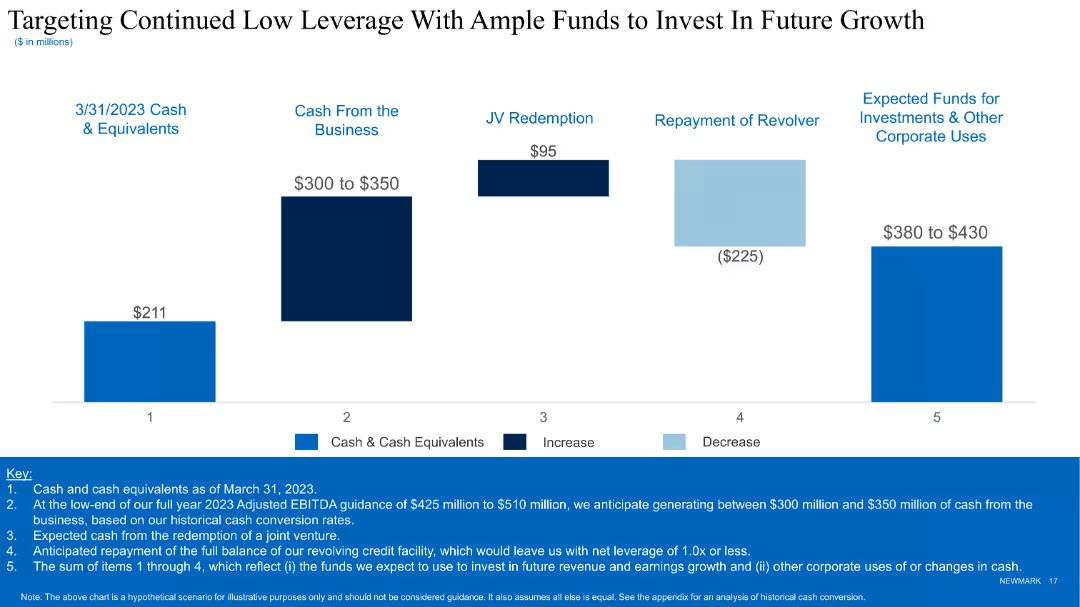 Targeting Continued Low Leverage With Ample Funds to Invest In Future Growth
($ in millions)
3/31/2023 Cash
& Equivalents
Cash From the
Business
JV Redemption
Repayment of Revolver
Expected Funds for
Investments & Other
Corporate Uses
$211
$300 to $350
$95
($225)
$380 to $430
1
2
3
4
5
Cash & Cash Equivalents
Increase
Decrease
Key:
1. Cash and cash equivalents as of March 31, 2023.
2. At the low-end of our full year 2023 Adjusted EBITDA guidance of $425 million to $510 million, we anticipate generating between $300 million and $350 million of cash from the
business, based on our historical cash conversion rates.
3. Expected cash from the redemption of a joint venture.
4. Anticipated repayment of the full balance of our revolving credit facility, which would leave us with net leverage of 1.0x or less.
5. The sum of items 1 through 4, which reflect (i) the funds we expect to use to invest in future revenue and earnings growth and (ii) other corporate uses of or changes in cash.
NEWMARK 17
Note: The above chart is a hypothetical scenario for illustrative purposes only and should not be considered guidance. It also assumes all else is equal. See the appendix for an analysis of historical cash conversion.